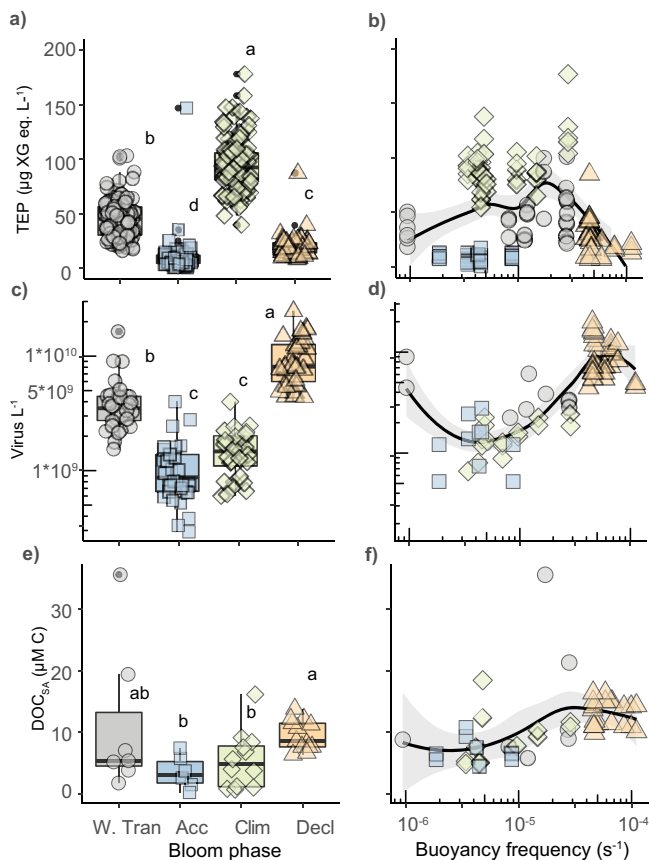 a)
b)
200
150
100
50
0
TEP (µg XG eq. L⁻¹)
a
b
d
c
c)
d)
1*10¹⁰
5*10⁹
1*10⁹
Virus L⁻¹
a
b
c
c
e)
f)
30
20
10
0
DOC_SA (µM C)
ab
b
b
a
W. Tran Acc Clim Decl
Bloom phase
10⁻⁶ 10⁻⁵ 10⁻⁴
Buoyancy frequency (s⁻¹)